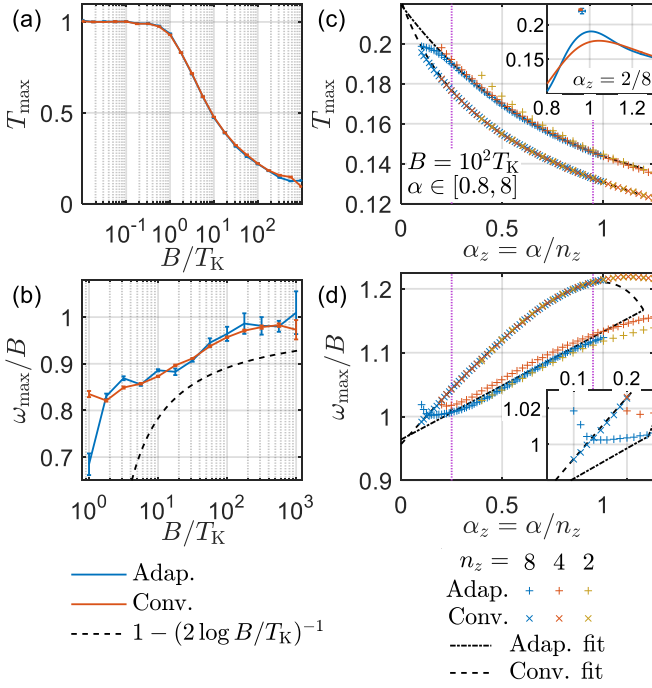 (a)
T_max
1
0.5
0
10^-1
10^0
10^1
10^2
B/T_K
(b)
ω_max/B
1
0.9
0.8
0.7
10^0
10^1
10^2
10^3
B/T_K
Adap.
Conv.
1 − (2 log B/T_K)^-1
(c)
T_max
0.2
0.18
0.16
0.14
0.12
0
0.5
1
B = 10^2 T_K
α ∈ [0.8, 8]
0.2
0.15
α_z = 2/8
0.8
1
1.2
α_z = α/n_z
(d)
ω_max/B
1.2
1.1
1
0.9
0
0.5
1
0.1
0.2
1.02
1
α_z = α/n_z
n_z = 8 4 2
Adap. + + +
Conv. × × ×
Adap. fit
Conv. fit